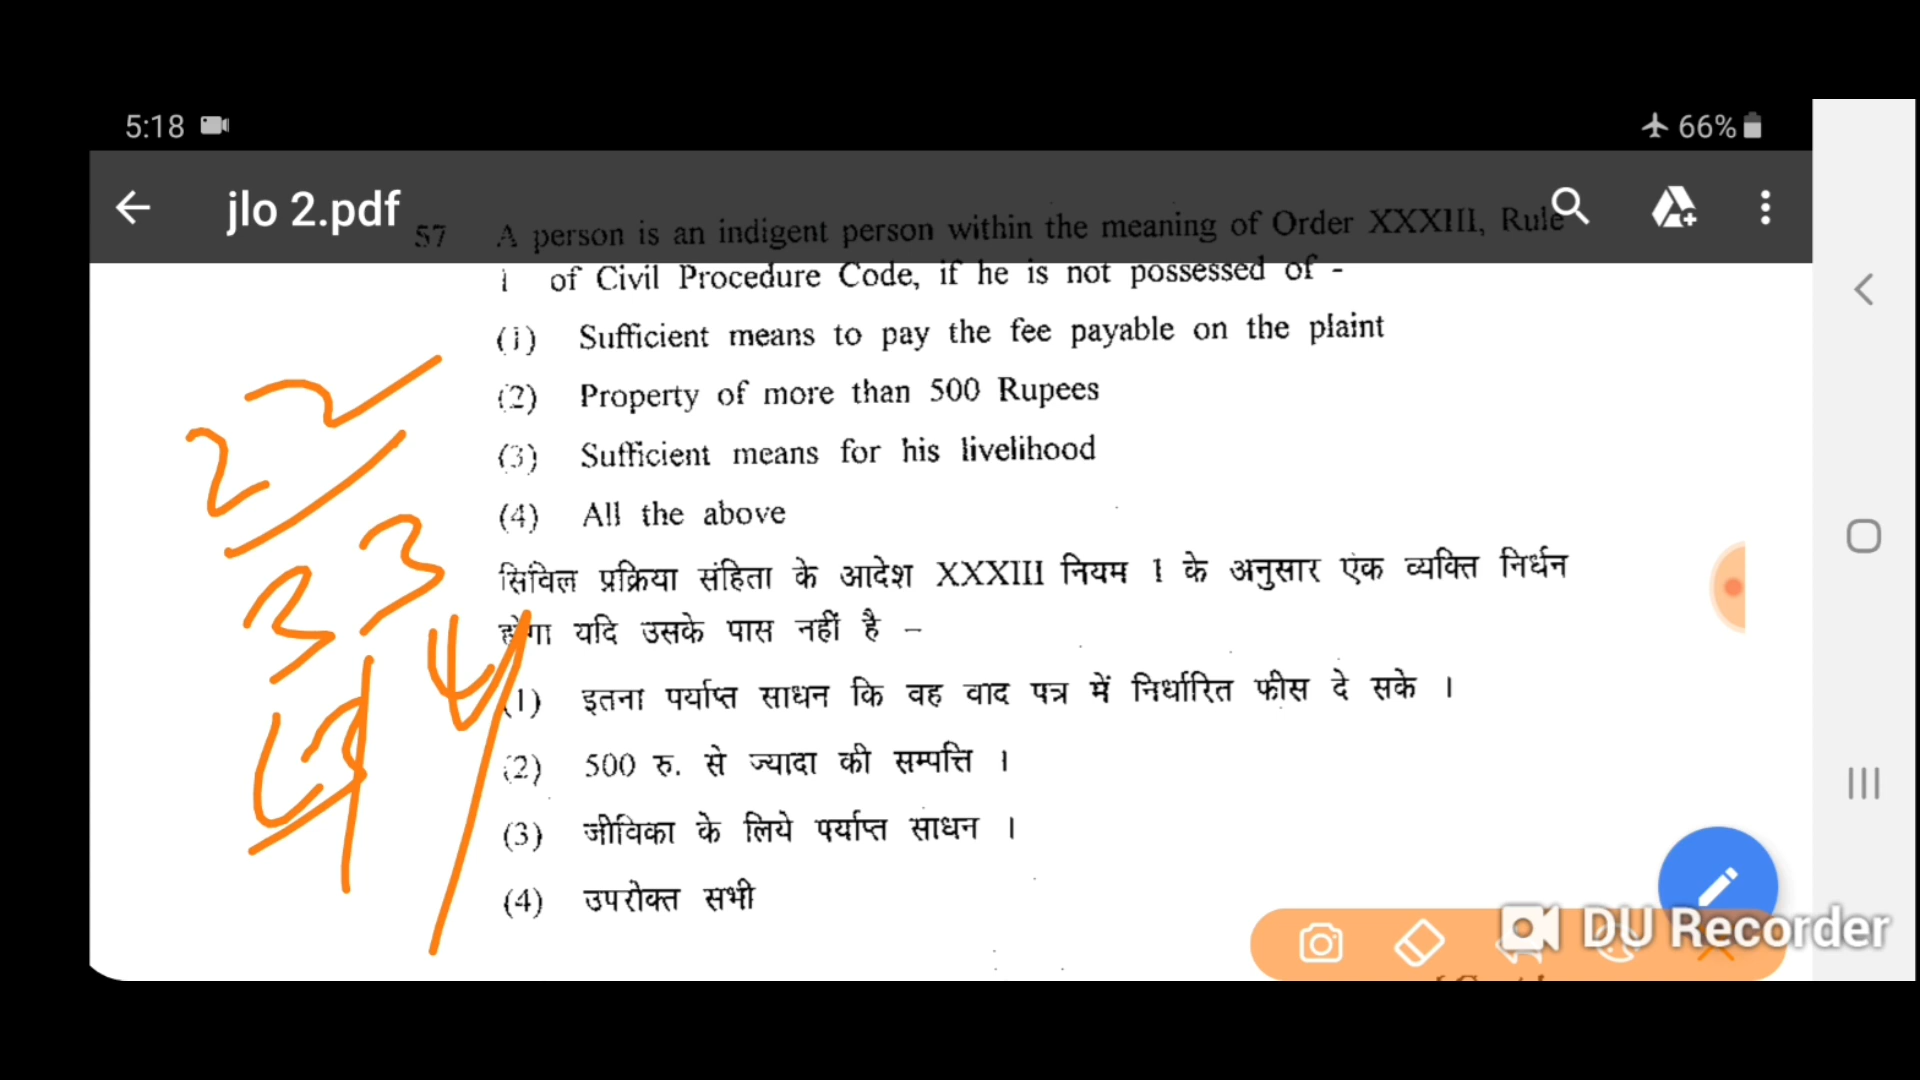 5:18 66%
jlo 2.pdf
57 A person is an indigent person within the meaning of Order XXXIII, Rule
1 of Civil Procedure Code, if he is not possessed of -
(1) Sufficient means to pay the fee payable on the plaint
(2) Property of more than 500 Rupees
(3) Sufficient means for his livelihood
(4) All the above
सिविल प्रक्रिया संहिता के आदेश XXXIII नियम 1 के अनुसार एक व्यक्ति निर्धन
होगा यदि उसके पास नहीं है –
(1) इतना पर्याप्त साधन कि वह वाद पत्र में निर्धारित फीस दे सके ।
(2) 500 रु. से ज्यादा की सम्पत्ति ।
(3) जीविका के लिये पर्याप्त साधन ।
(4) उपरोक्त सभी
2 2
3 3
4
DU Recorder